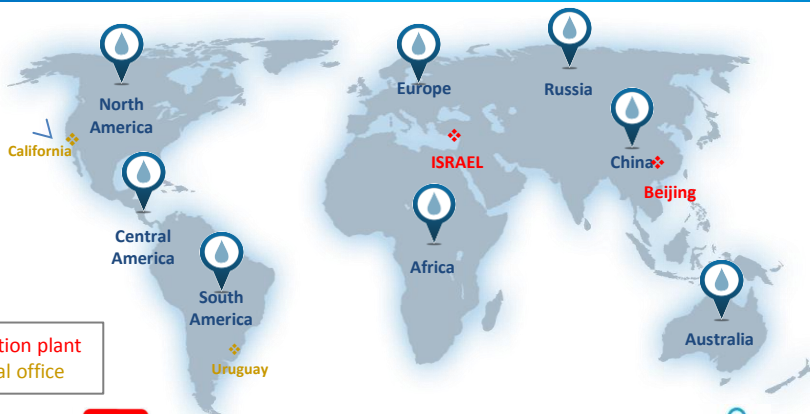 North
America
Europe
Russia
California
ISRAEL
China
Beijing
Central
America
Africa
South
America
Australia
Uruguay
tion plant
al office